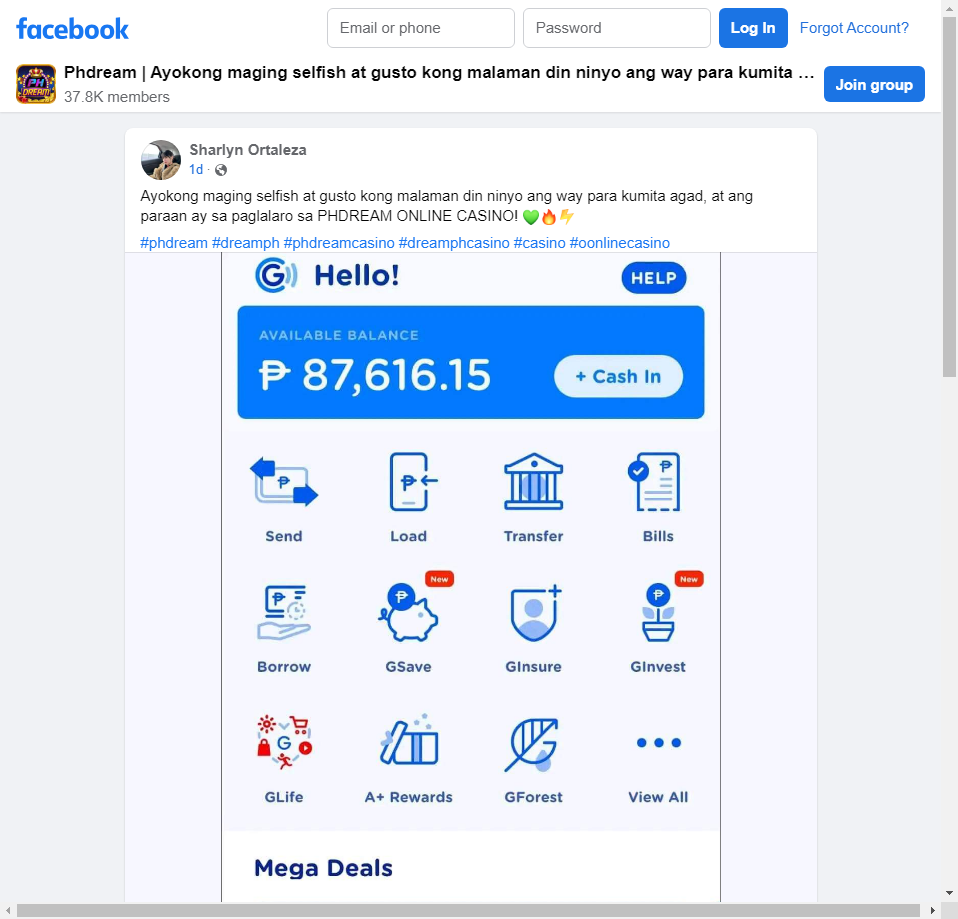 facebook
Email or phone
Password
Log In
Forgot Account?
PH DREAM
Phdream | Ayokong maging selfish at gusto kong malaman din ninyo ang way para kumita ...
37.8K members
Join group
Sharlyn Ortaleza
1d ·
Ayokong maging selfish at gusto kong malaman din ninyo ang way para kumita agad, at ang
paraan ay sa paglalaro sa PHDREAM ONLINE CASINO! 💚🔥⚡
#phdream #dreamph #phdreamcasino #dreamphcasino #casino #oonlinecasino
G Hello!
HELP
AVAILABLE BALANCE
₱ 87,616.15
+ Cash In
Send Load Transfer Bills
New New
Borrow GSave GInsure GInvest
GLife A+ Rewards GForest View All
Mega Deals